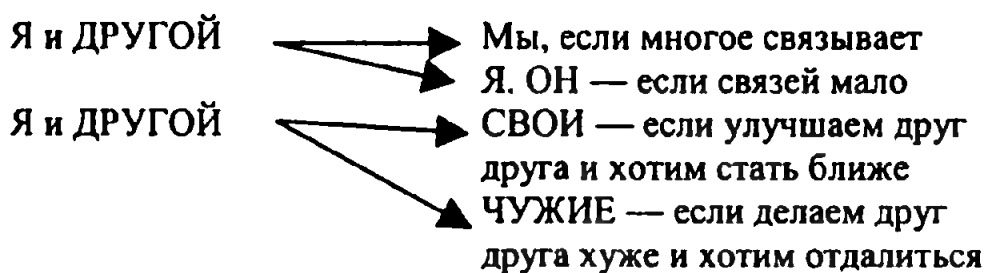 Я и ДРУГОЙ
Мы, если многое связывает
Я. ОН — если связей мало
Я и ДРУГОЙ
СВОИ — если улучшаем друг
друга и хотим стать ближе
ЧУЖИЕ — если делаем друг
друга хуже и хотим отдалиться